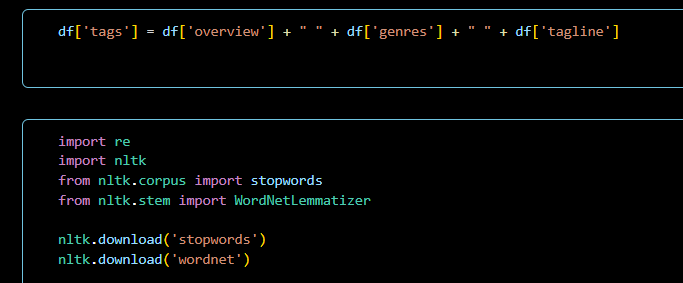 df['tags'] = df['overview'] + " " + df['genres'] + " " + df['tagline']
import re
import nltk
from nltk.corpus import stopwords
from nltk.stem import WordNetLemmatizer
nltk.download('stopwords')
nltk.download('wordnet')